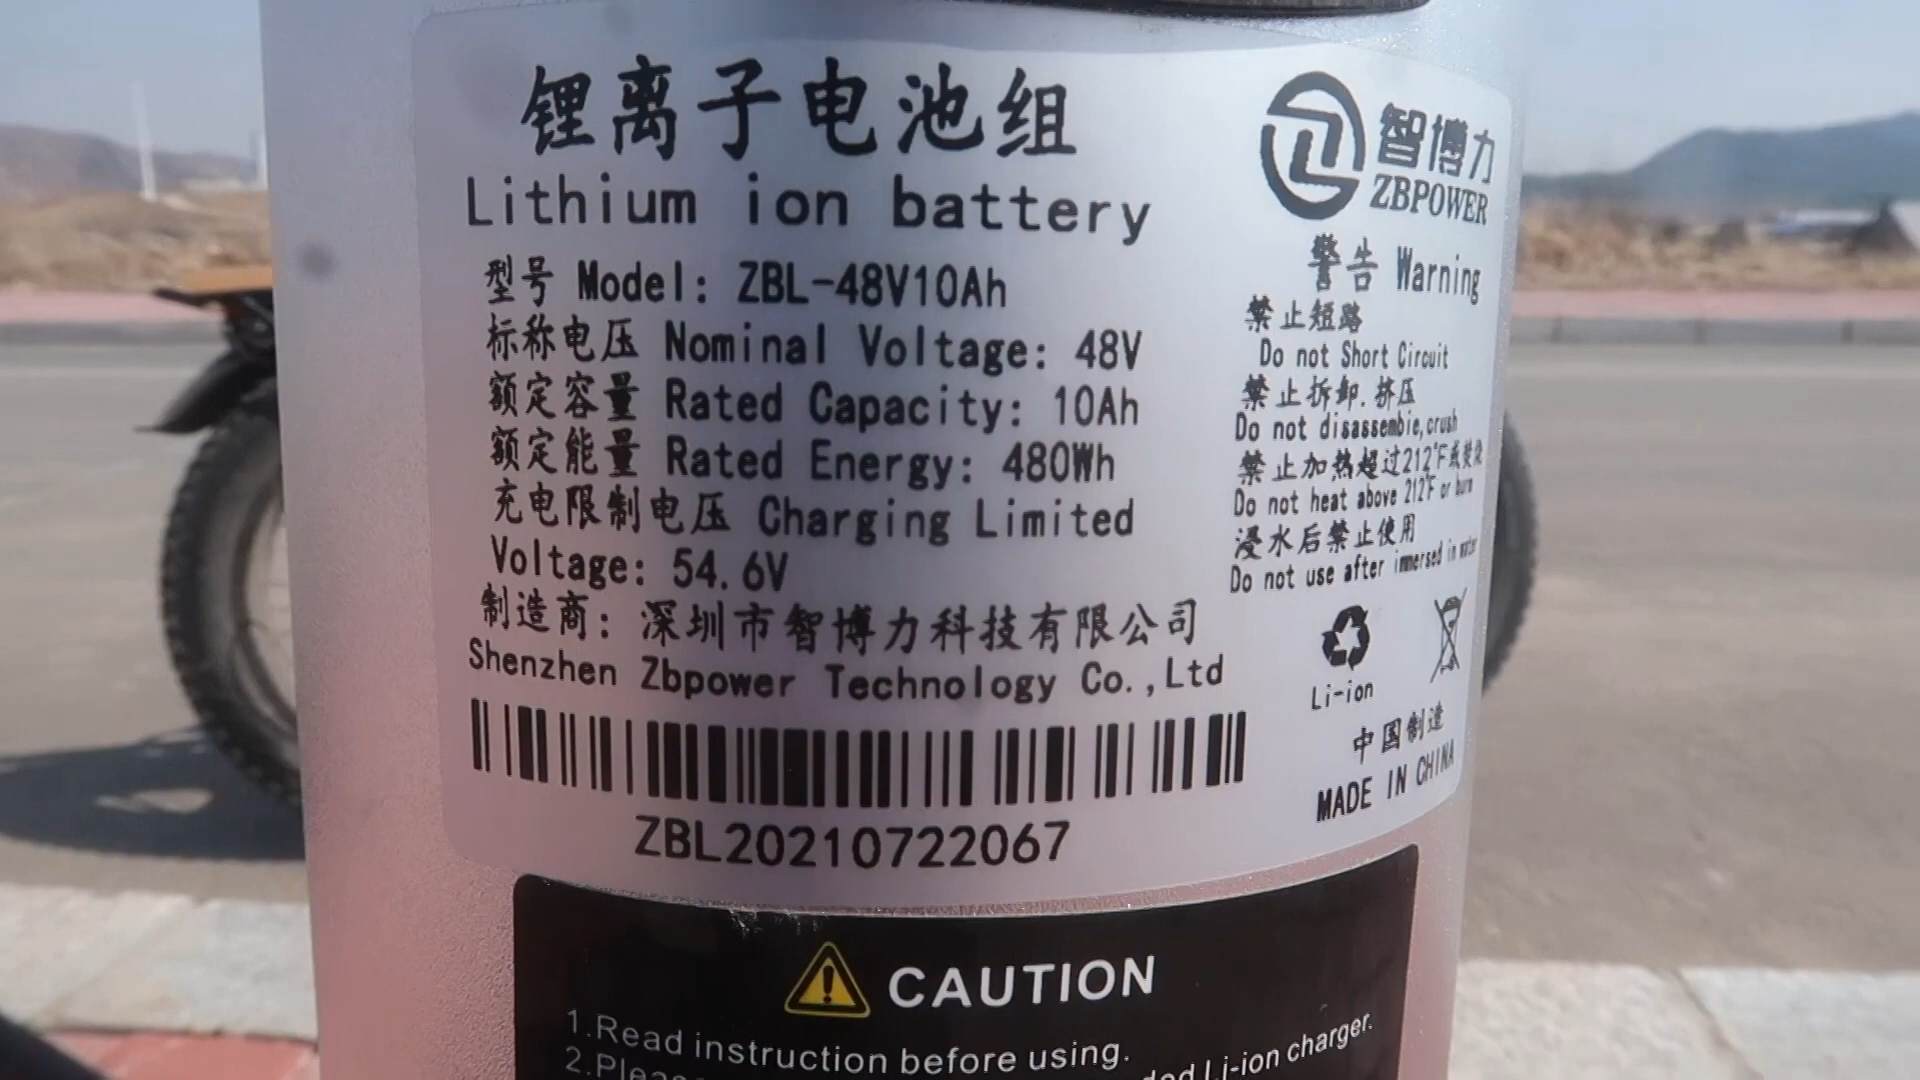 锂离子电池组
Lithium ion battery
型号 Model: ZBL-48V10Ah
标称电压 Nominal Voltage: 48V
额定容量 Rated Capacity: 10Ah
额定能量 Rated Energy: 480Wh
充电限制电压 Charging Limited
Voltage: 54.6V
制造商: 深圳市智博力科技有限公司
Shenzhen Zbpower Technology Co.,Ltd
ZBL20210722067
智博力
ZBPOWER
警告 Warning
禁止短路
Do not Short Circuit
禁止拆卸.挤压
Do not disassembie,crush
禁止加热超过212°F或焚烧
Do not heat above 212°F or burn
浸水后禁止使用
Do not use after immersed in water
Li-ion
中国制造
MADE IN CHINA
CAUTION
1.Read instruction before using.
2. Li-ion charger.